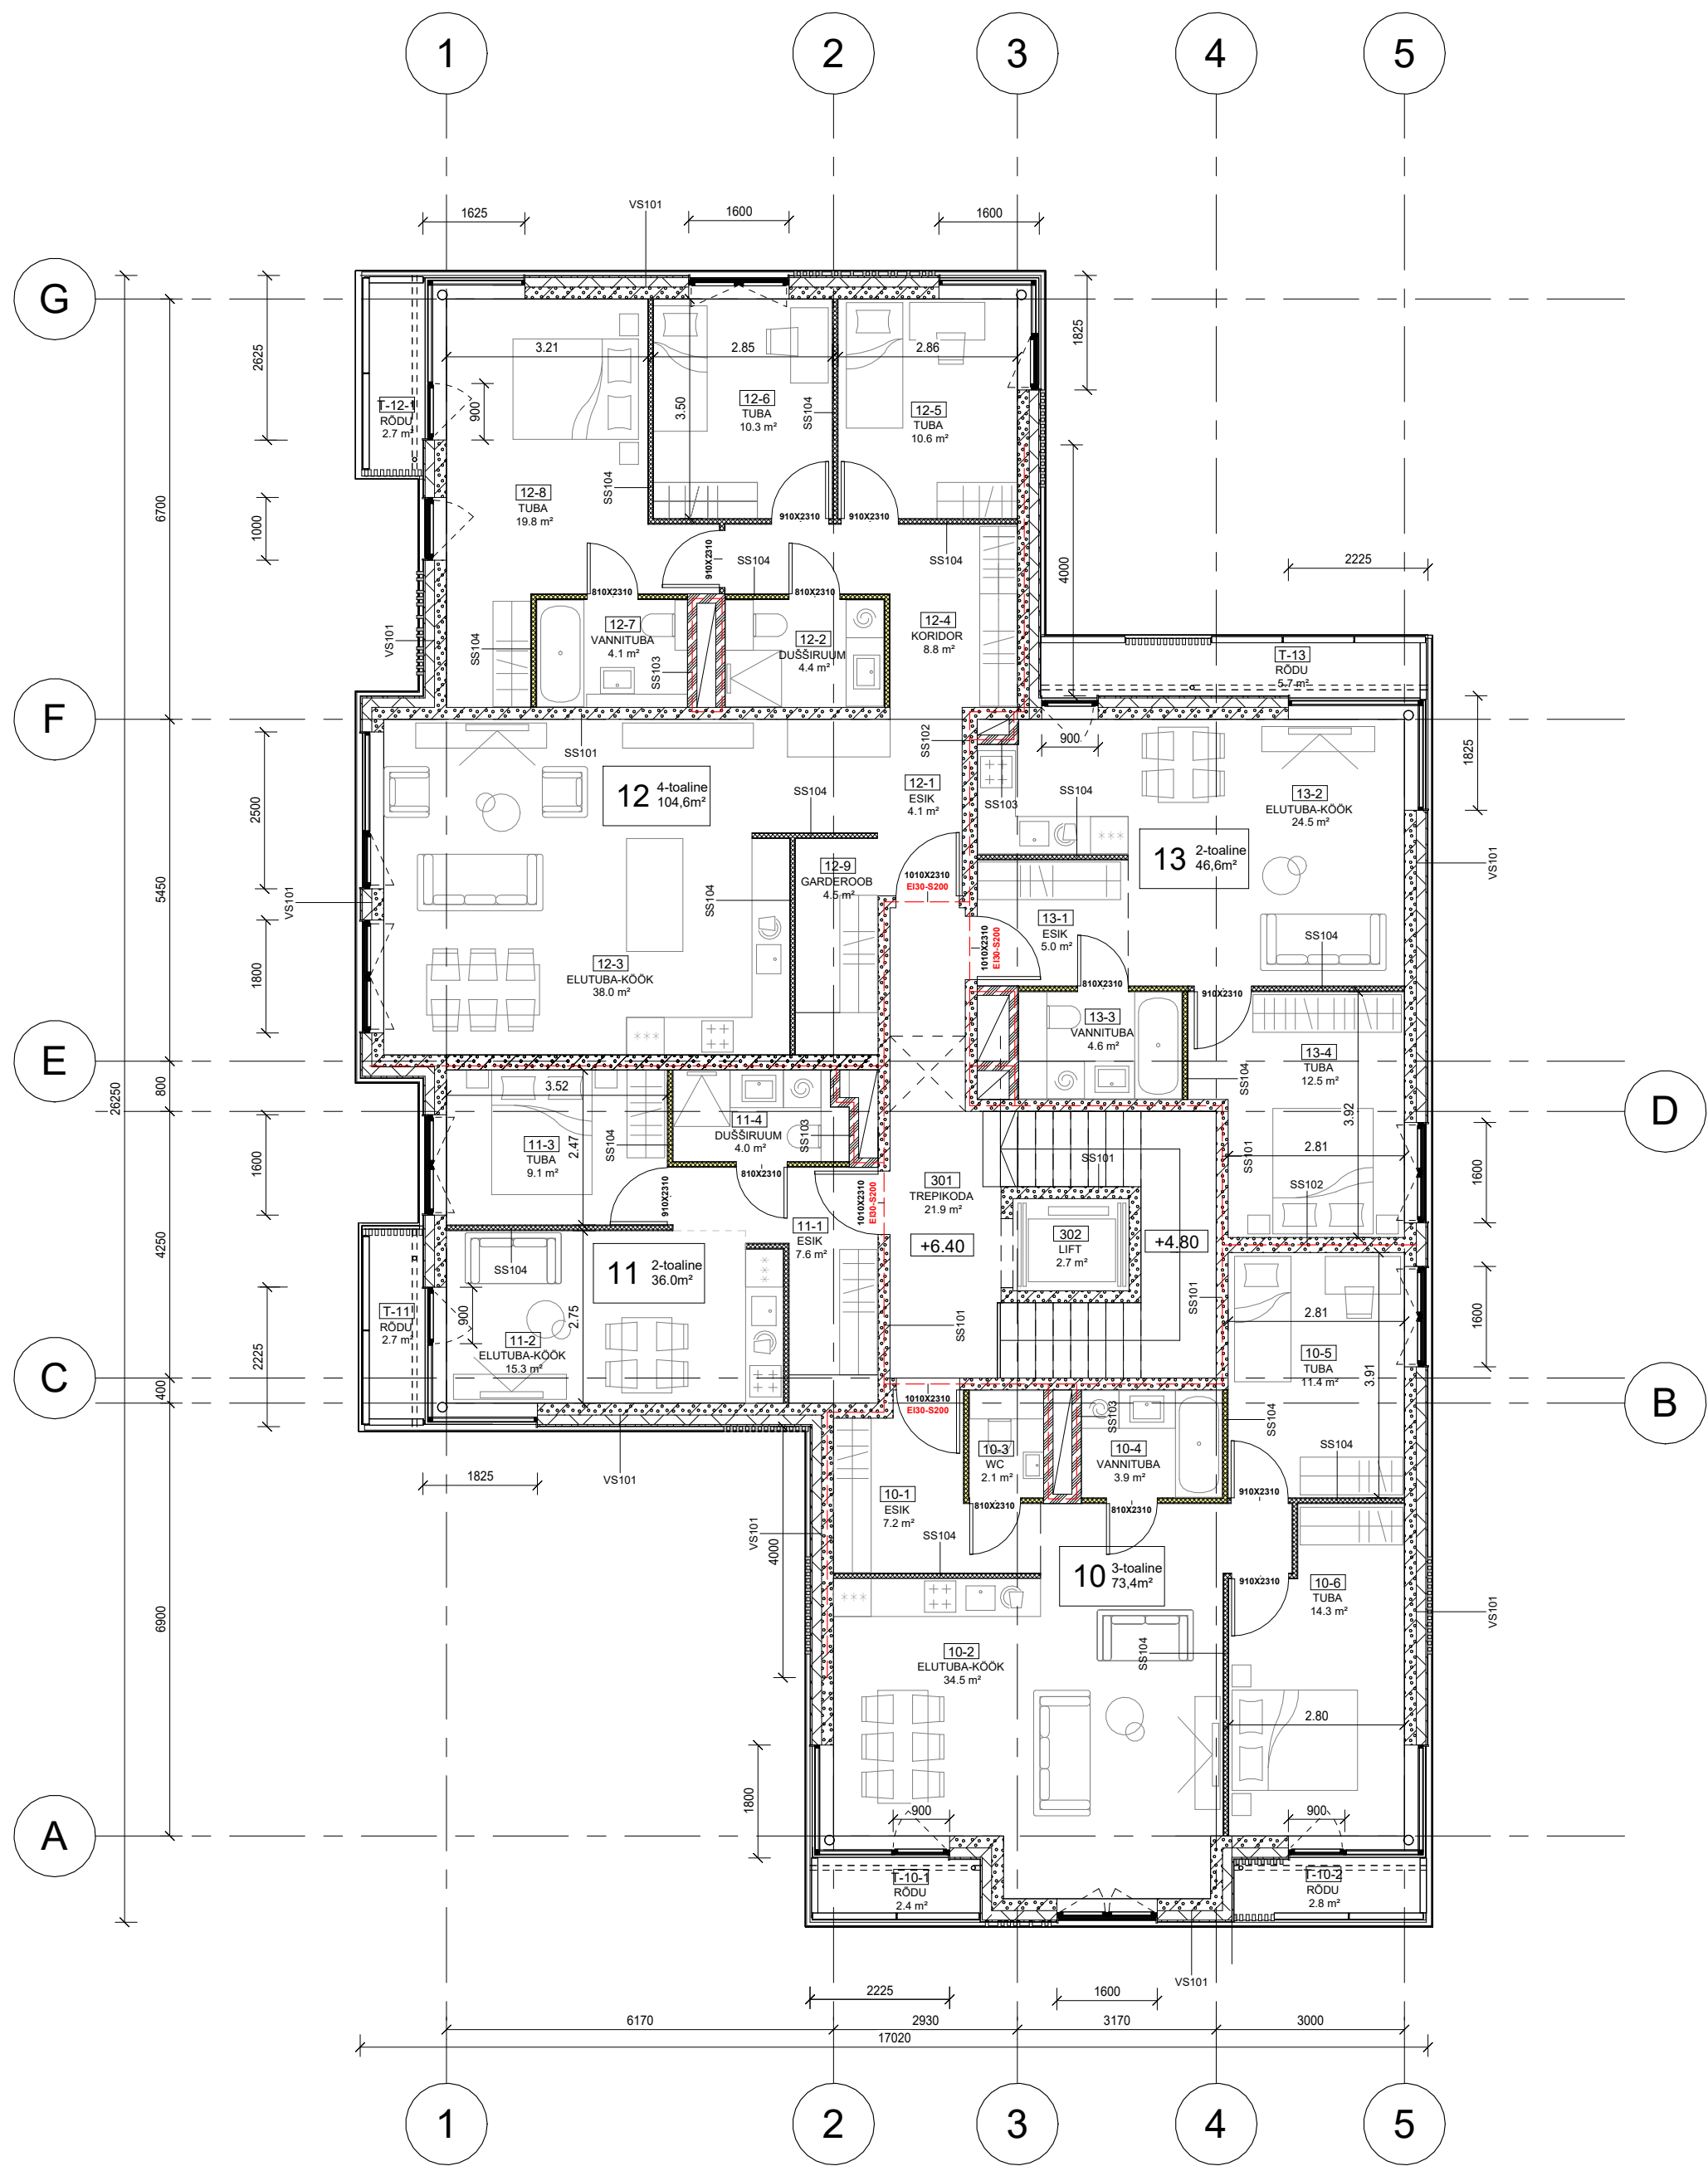 1
2
3
4
5
1625
VS101
1600
1600
G
2625
1825
3.21
2.85
2.86
T-12-1
RÕDU
2.7 m²
900
3.50
12-6
TUBA
10.3 m²
SS104
12-5
TUBA
10.6 m²
6700
12-8
TUBA
19.8 m²
SS104
1000
910X2310
910X2310
910X2310
SS104
SS104
4000
2225
810X2310
810X2310
VS101
SS104
12-7
VANNITUBA
4.1 m²
SS103
12-2
DUŠŠIRUUM
4.4 m²
12-4
KORIDOR
8.8 m²
T-13
RÕDU
5.7 m²
F
SS101
SS102
900
1825
12 4-toaline
104,6m²
SS104
12-1
ESIK
4.1 m²
SS103
SS104
13-2
ELUTUBA-KÖÖK
24.5 m²
2500
13 2-toaline
46,6m²
VS101
5450
VS101
SS104
12-9
GARDEROOB
4.5 m²
1010X2310
EI30-S200
13-1
ESIK
5.0 m²
1010X2310
EI30-S200
SS104
1800
12-3
ELUTUBA-KÖÖK
38.0 m²
810X2310
910X2310
13-3
VANNITUBA
4.6 m²
E
13-4
TUBA
12.5 m²
SS104
800
26250
3.52
D
3.92
11-3
TUBA
9.1 m²
2.47
SS104
11-4
DUŠŠIRUUM
4.0 m²
SS103
1600
2.81
SS101
SS101
1600
810X2310
910X2310
1010X2310
EI30-S200
301
TREPIKODA
21.9 m²
SS102
4250
11-1
ESIK
7.6 m²
+6.40
302
LIFT
2.7 m²
+4.80
SS104
11 2-toaline
36.0m²
T-11
RÕDU
2.7 m²
900
2.75
11-2
ELUTUBA-KÖÖK
15.3 m²
SS101
SS101
2.81
1600
2225
10-5
TUBA
11.4 m²
3.91
C
400
1010X2310
EI30-S200
B
SS103
SS104
10-3
WC
2.1 m²
10-4
VANNITUBA
3.9 m²
SS104
1825
VS101
10-1
ESIK
7.2 m²
810X2310
810X2310
910X2310
VS101
4000
SS104
10 3-toaline
73,4m²
910X2310
10-6
TUBA
14.3 m²
VS101
6900
10-2
ELUTUBA-KÖÖK
34.5 m²
SS104
2.80
1800
900
900
A
T-10-1
RÕDU
2.4 m²
T-10-2
RÕDU
2.8 m²
VS101
2225
1600
6170
2930
3170
3000
17020
1
2
3
4
5